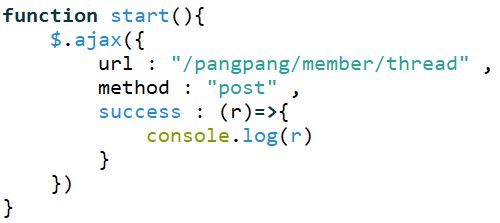 function start(){
    $.ajax({
        url : "/pangpang/member/thread" ,
        method : "post" ,
        success : (r)=>{
            console.log(r)
        }
    })
}